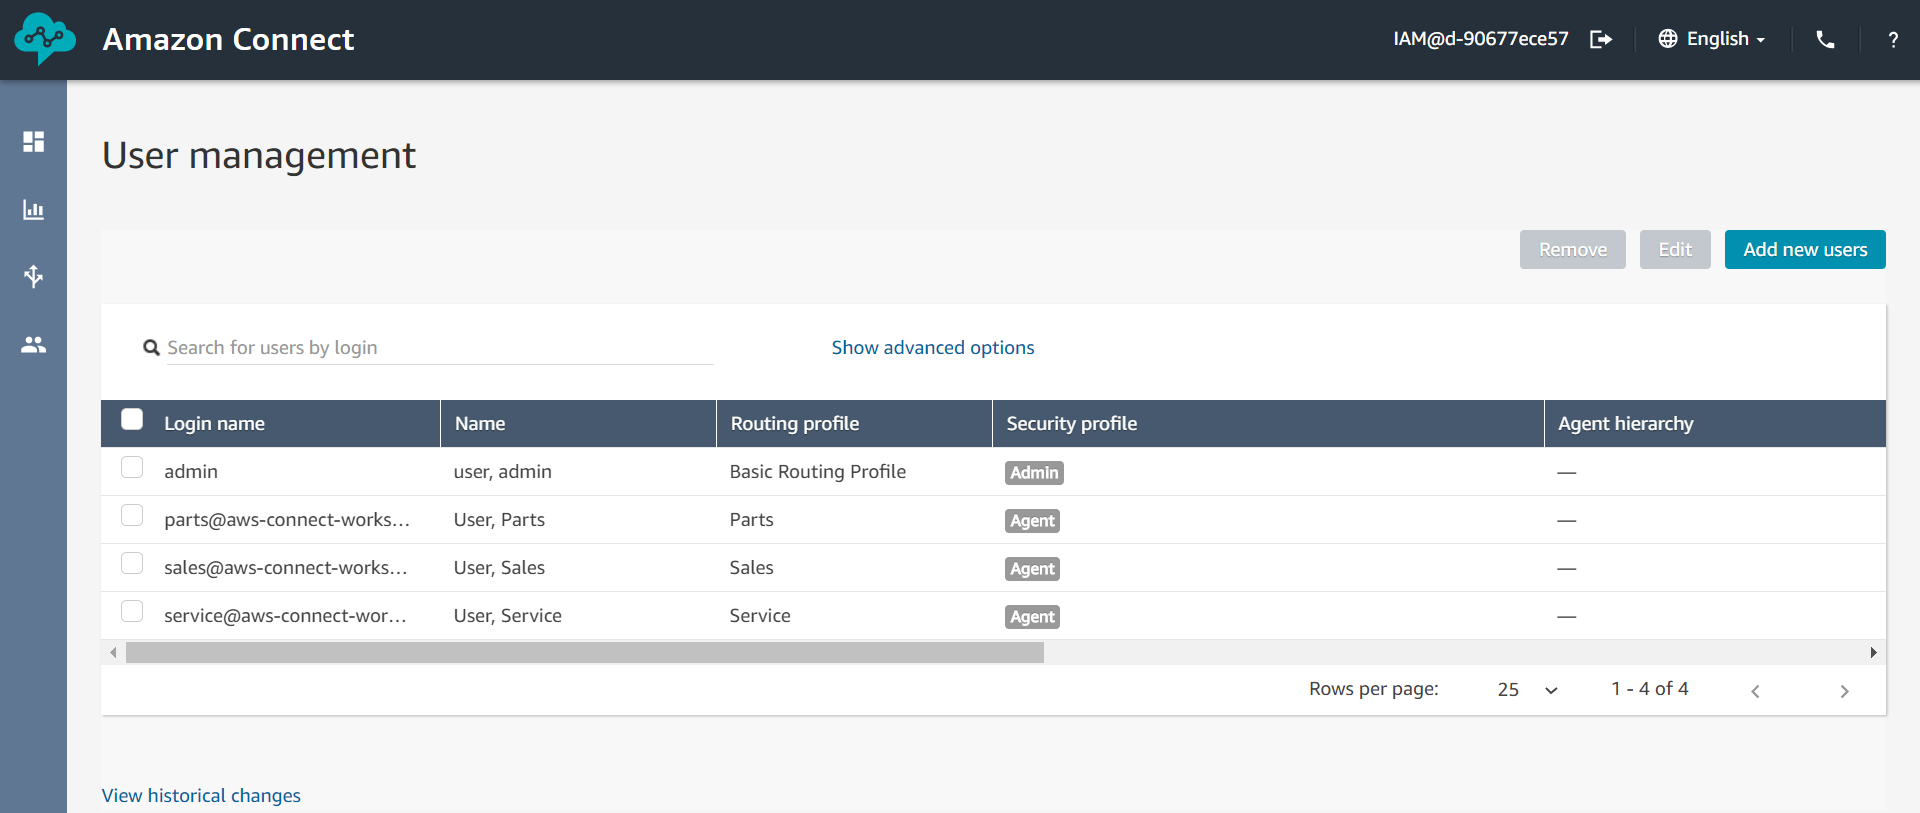 Amazon Connect
IAM@d-90677ece57
English
?
User management
Remove
Edit
Add new users
Search for users by login
Show advanced options
Login name Name Routing profile Security profile Agent hierarchy
admin user, admin Basic Routing Profile Admin —
parts@aws-connect-works... User, Parts Parts Agent —
sales@aws-connect-works... User, Sales Sales Agent —
service@aws-connect-wor... User, Service Service Agent —
Rows per page: 25 1 - 4 of 4
View historical changes